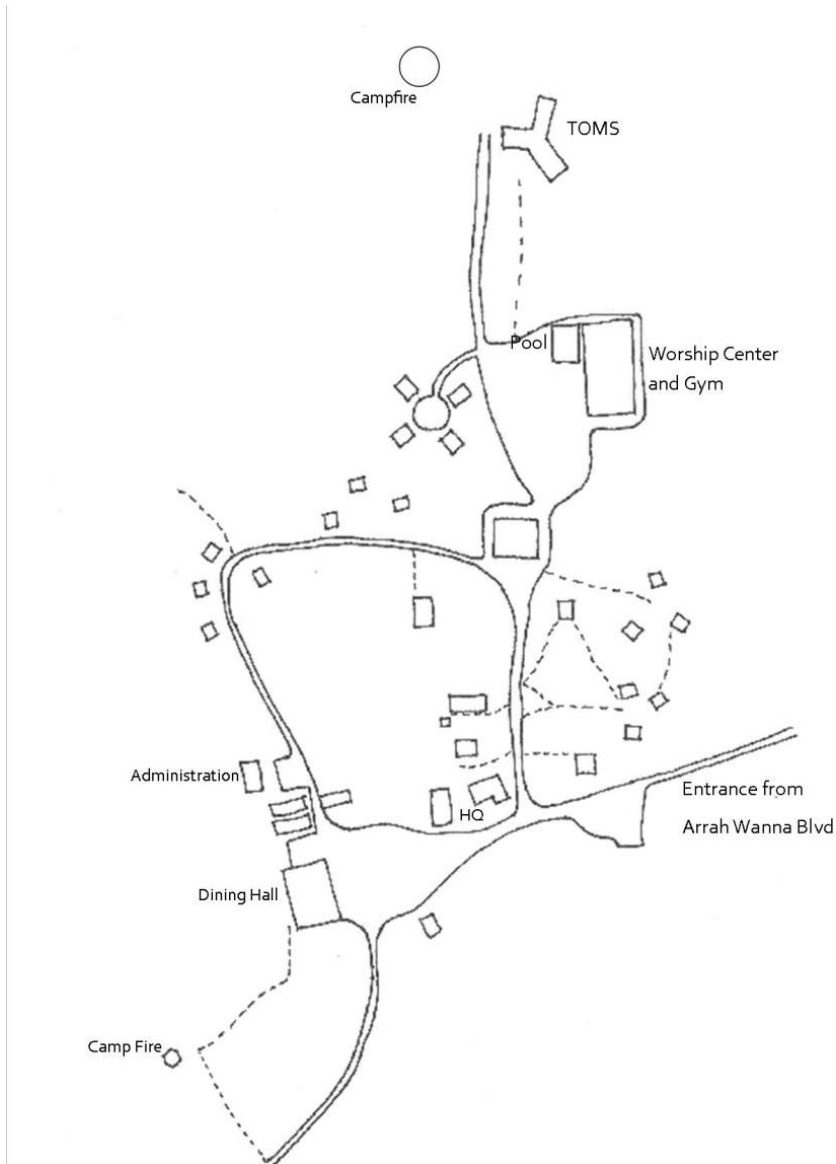 Campfire
TOMS
Pool
Worship Center
and Gym
Administration
Entrance from
HQ
Arrah Wanna Blvd
Dining Hall
Camp Fire